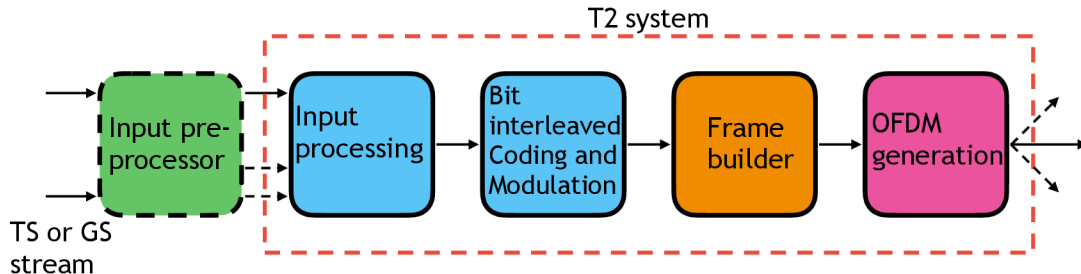 T2 system
Input pre-
processor
Input
processing
Bit
interleaved
Coding and
Modulation
Frame
builder
OFDM
generation
TS or GS
stream